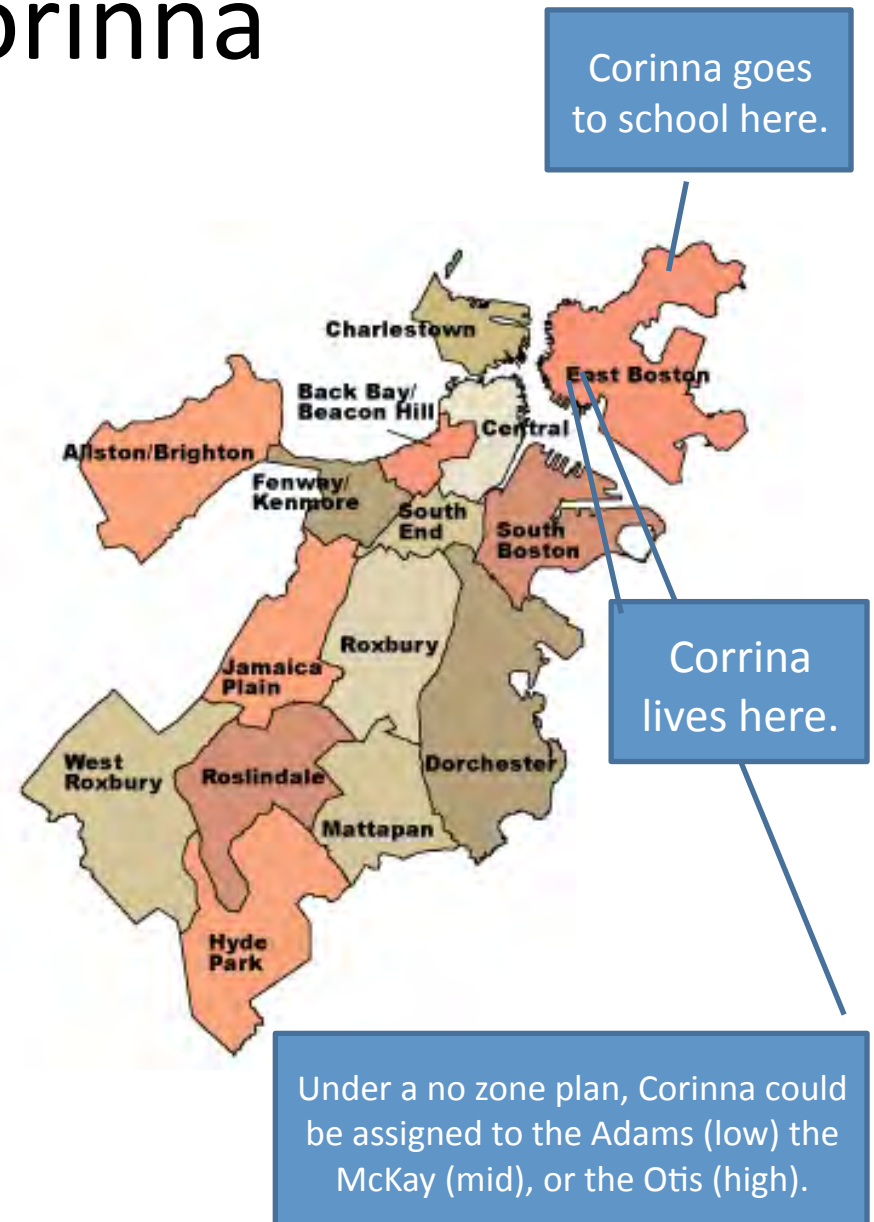 orinna
Corinna goes
to school here.
Charlestown
East Boston
Back Bay/
Beacon Hill
Central
Allston/Brighton
Fenway/
Kenmore
South
End
South
Boston
Roxbury
Jamaica
Plain
Corrina
lives here.
West
Roxbury
Roslindale
Dorchester
Mattapan
Hyde
Park
Under a no zone plan, Corinna could
be assigned to the Adams (low) the
McKay (mid), or the Otis (high).